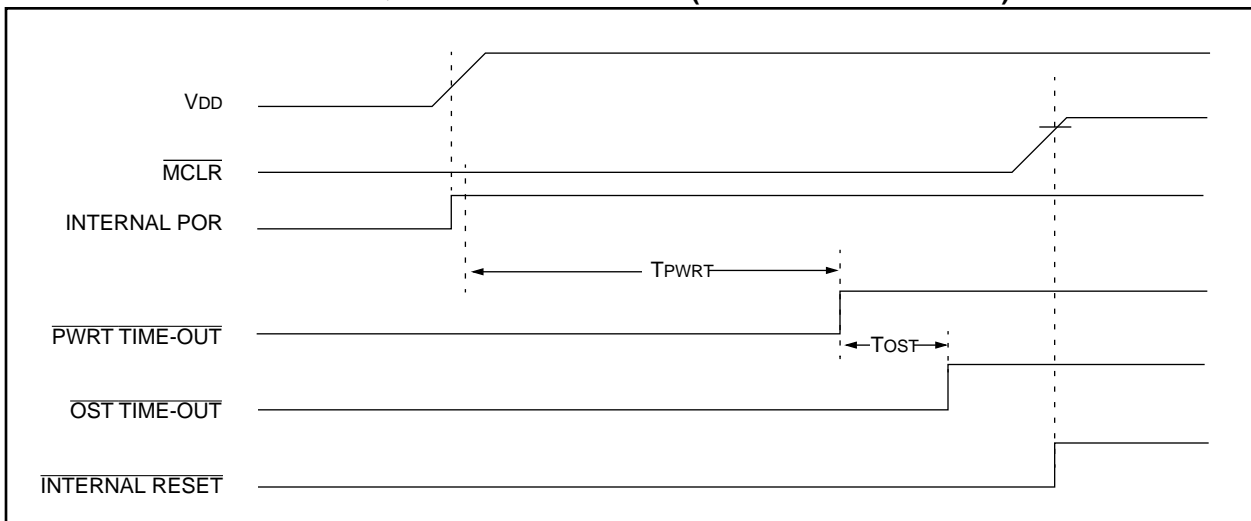 VDD
MCLR
INTERNAL POR
TPWRT
PWRT TIME-OUT
TOST
OST TIME-OUT
INTERNAL RESET